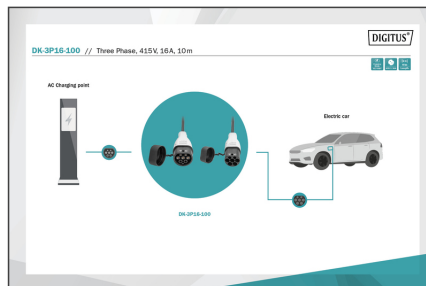 DIGITUS®
DK-3P16-100 // Three Phase, 415V, 16A, 10m
AC Charging point
Electric car
DK-3P16-100